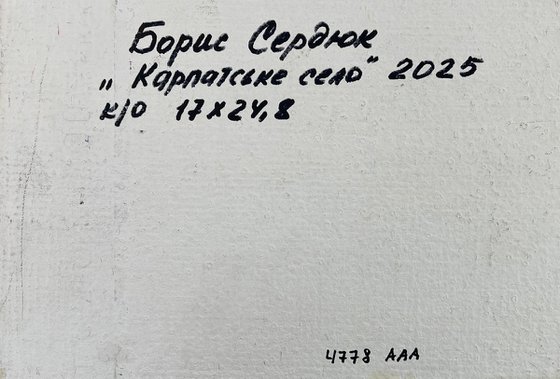 Борис Сердюк
„Карпатське село" 2025
к/о 17х24,8
4778 ААА